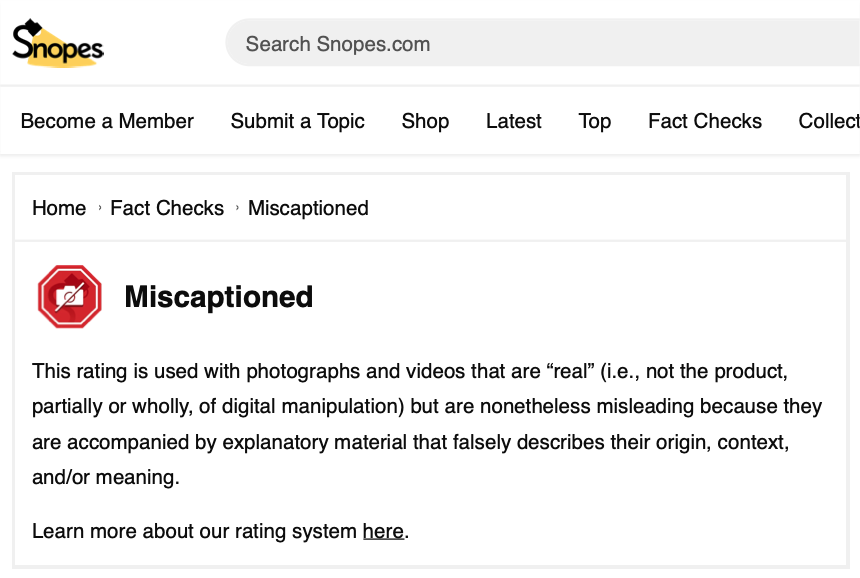 Snopes
Search Snopes.com
Become a Member Submit a Topic Shop Latest Top Fact Checks Collect
Home › Fact Checks › Miscaptioned
Miscaptioned
This rating is used with photographs and videos that are “real” (i.e., not the product,
partially or wholly, of digital manipulation) but are nonetheless misleading because they
are accompanied by explanatory material that falsely describes their origin, context,
and/or meaning.
Learn more about our rating system here.